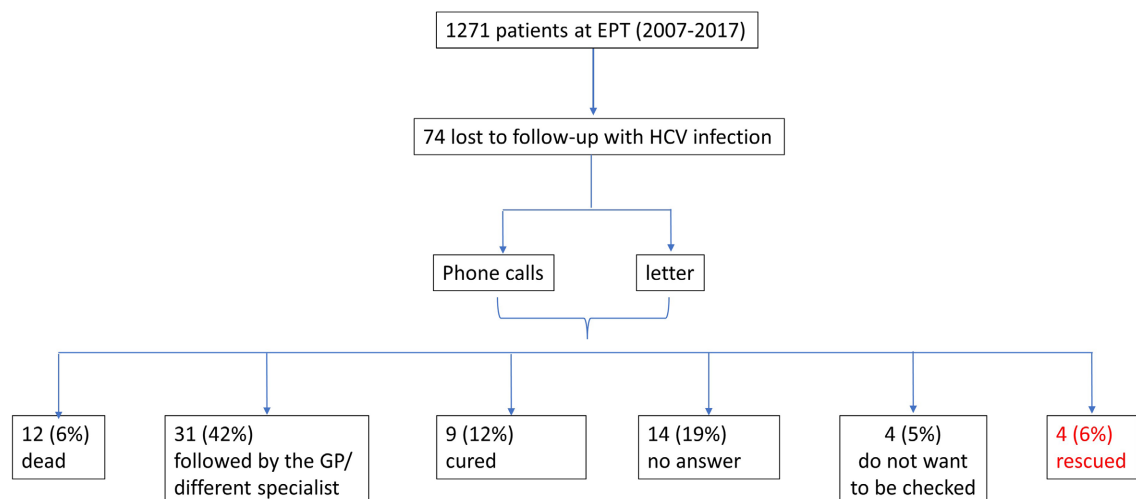 1271 patients at EPT (2007-2017)
74 lost to follow-up with HCV infection
Phone calls
letter
12 (6%)
dead
31 (42%)
followed by the GP/
different specialist
9 (12%)
cured
14 (19%)
no answer
4 (5%)
do not want
to be checked
4 (6%)
rescued